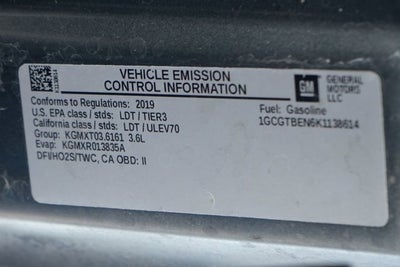 VEHICLE EMISSION
CONTROL INFORMATION
GM
GENERAL
MOTORS
LLC
Conforms to Regulations: 2019
U.S. EPA class / stds: LDT / TIER3
California class / stds: LDT / ULEV70
Group: KGMXT03.6161 3.6L
Evap: KGMXR013835A
DFI/HO2S/TWC, CA OBD: II
Fuel: Gasoline
1GCGTBEN6K1138614